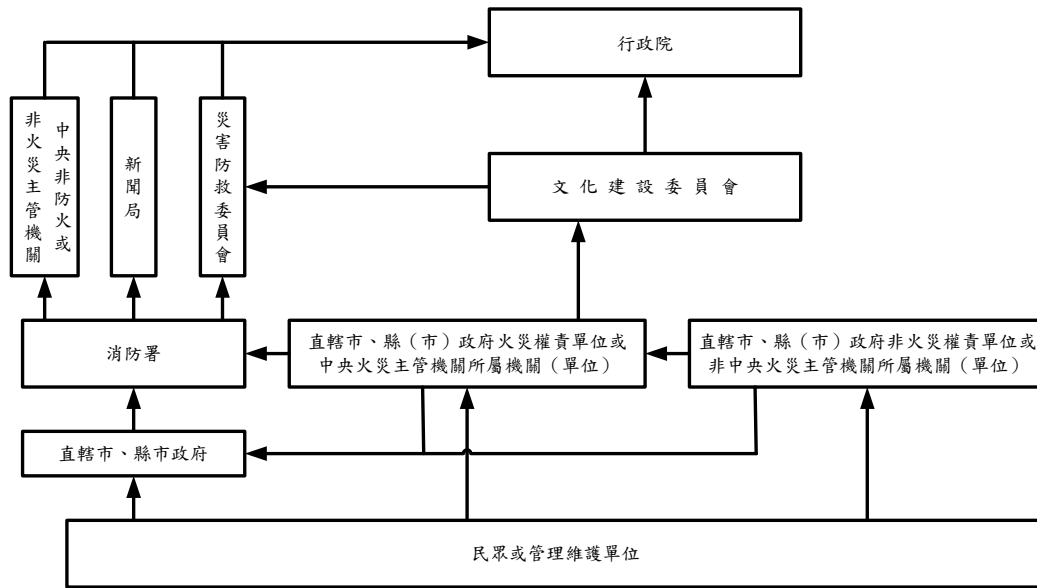 行政院
中央非防火或
非火災主管機關
新聞局
災害防救委員會
文化建設委員會
消防署
直轄市、縣（市）政府火災權責單位或
中央火災主管機關所屬機關（單位）
直轄市、縣（市）政府非火災權責單位或
非中央火災主管機關所屬機關（單位）
直轄市、縣市政府
民眾或管理維護單位